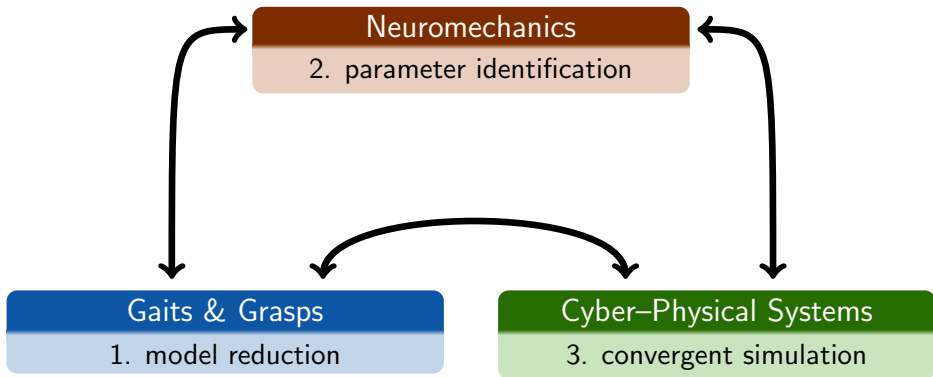 Neuromechanics
2. parameter identification
Gaits & Grasps
1. model reduction
Cyber–Physical Systems
3. convergent simulation